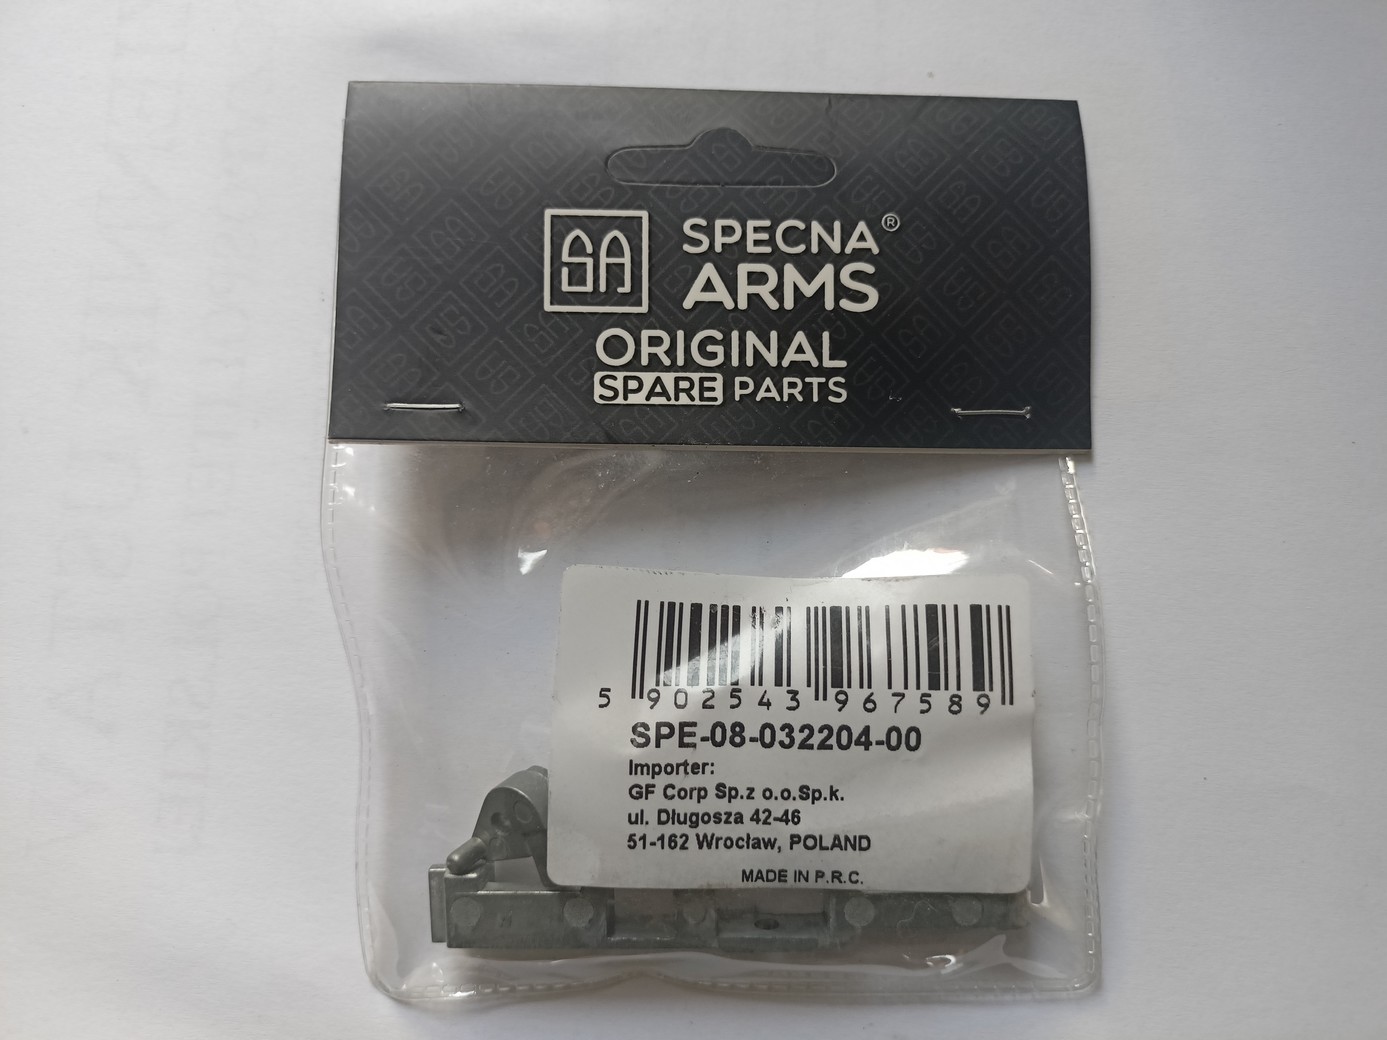 SA
SPECNA®
ARMS
ORIGINAL
SPARE PARTS
5 902543 967589
SPE-08-032204-00
Importer:
GF Corp Sp.z o.o.Sp.k.
ul. Długosza 42-46
51-162 Wrocław, POLAND
MADE IN P.R.C.